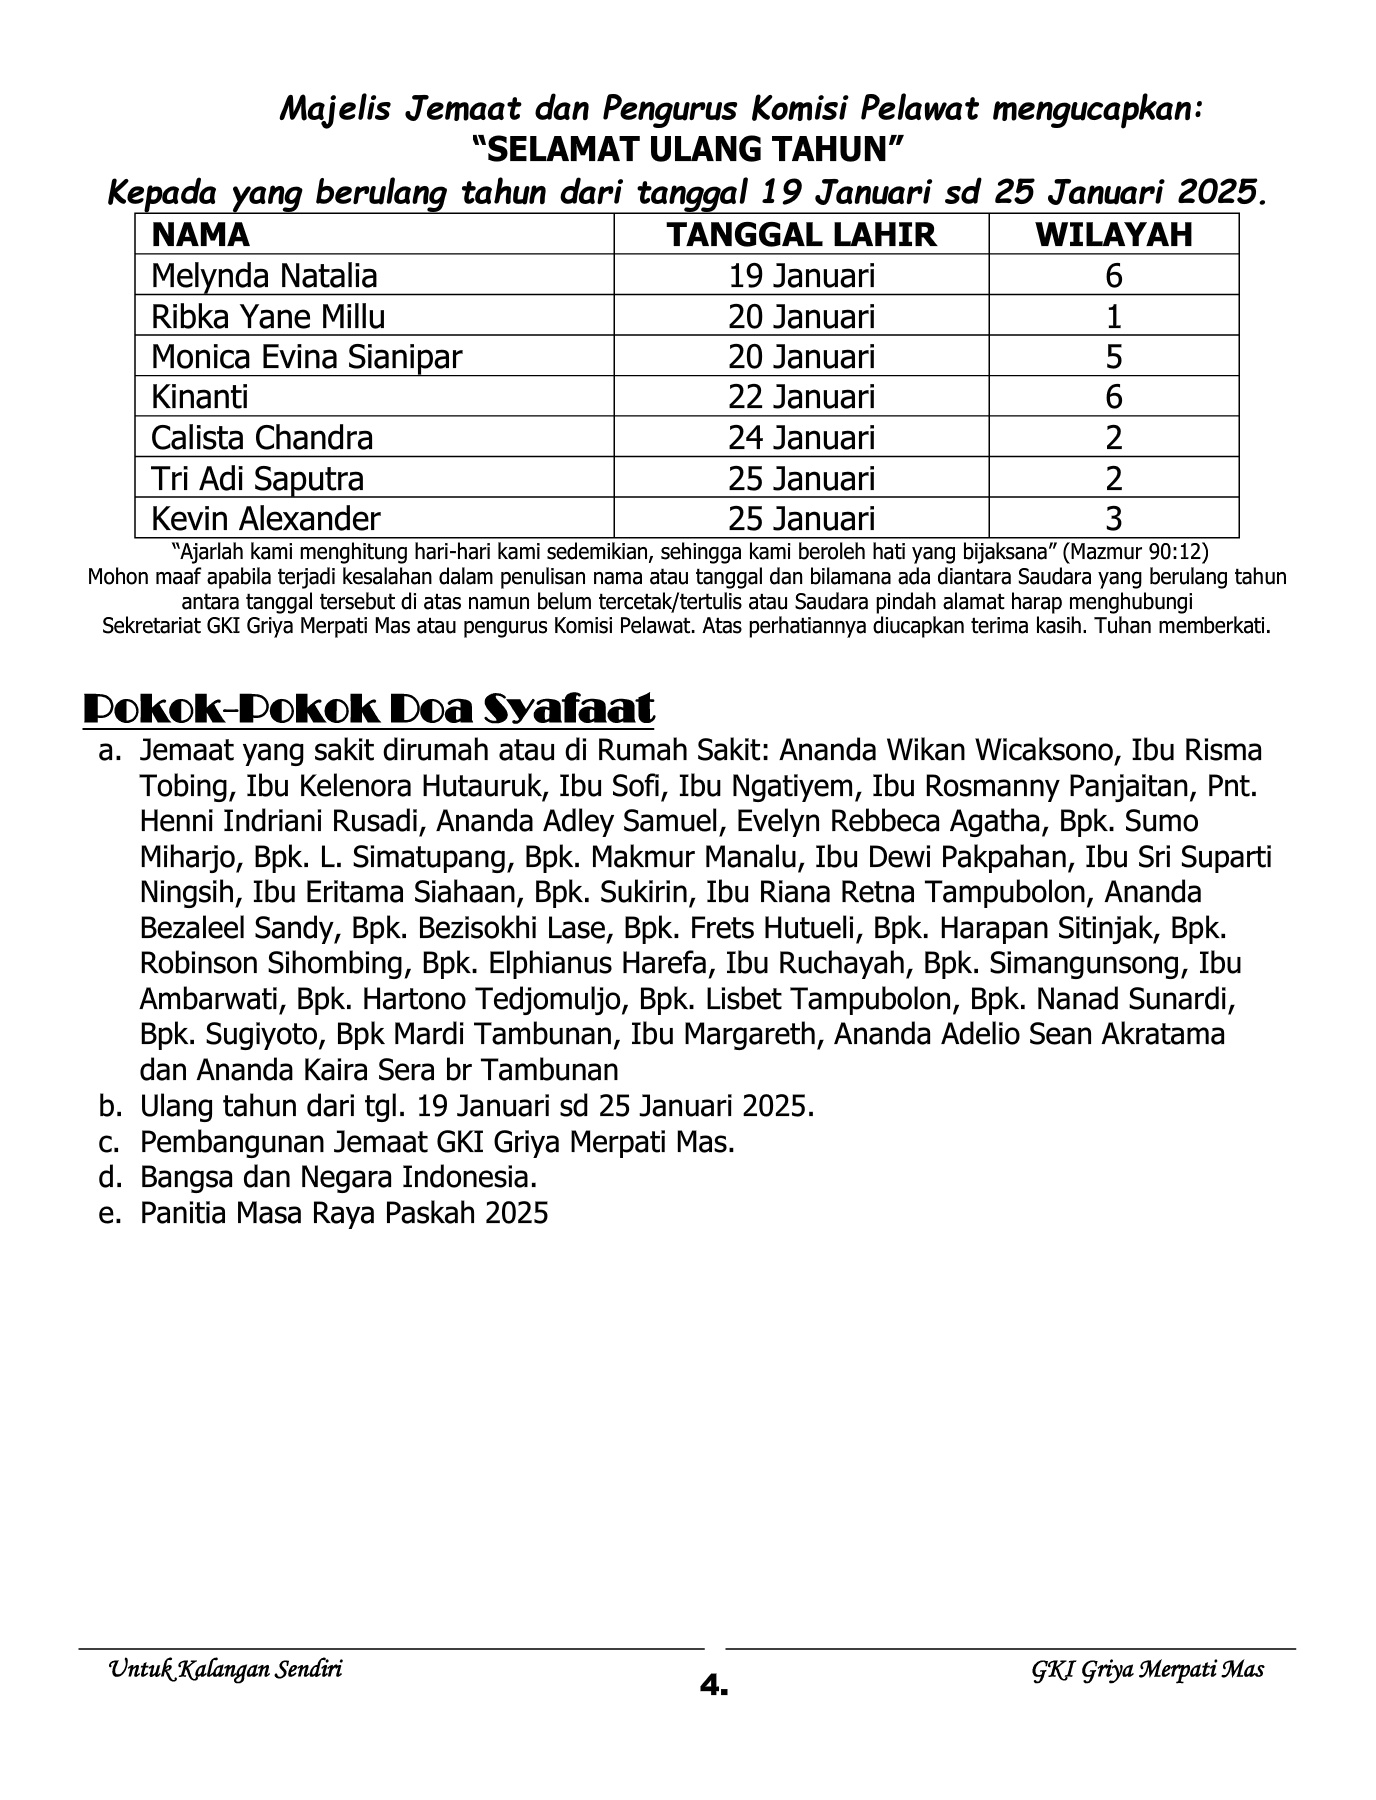 Majelis Jemaat dan Pengurus Komisi Pelawat mengucapkan:
“SELAMAT ULANG TAHUN”
Kepada yang berulang tahun dari tanggal 19 Januari sd 25 Januari 2025.
NAMA TANGGAL LAHIR WILAYAH
Melynda Natalia 19 Januari 6
Ribka Yane Millu 20 Januari 1
Monica Evina Sianipar 20 Januari 5
Kinanti 22 Januari 6
Calista Chandra 24 Januari 2
Tri Adi Saputra 25 Januari 2
Kevin Alexander 25 Januari 3
“Ajarlah kami menghitung hari-hari kami sedemikian, sehingga kami beroleh hati yang bijaksana” (Mazmur 90:12)
Mohon maaf apabila terjadi kesalahan dalam penulisan nama atau tanggal dan bilamana ada diantara Saudara yang berulang tahun
antara tanggal tersebut di atas namun belum tercetak/tertulis atau Saudara pindah alamat harap menghubungi
Sekretariat GKI Griya Merpati Mas atau pengurus Komisi Pelawat. Atas perhatiannya diucapkan terima kasih. Tuhan memberkati.
Pokok-Pokok Doa Syafaat
a. Jemaat yang sakit dirumah atau di Rumah Sakit: Ananda Wikan Wicaksono, Ibu Risma
Tobing, Ibu Kelenora Hutauruk, Ibu Sofi, Ibu Ngatiyem, Ibu Rosmanny Panjaitan, Pnt.
Henni Indriani Rusadi, Ananda Adley Samuel, Evelyn Rebbeca Agatha, Bpk. Sumo
Miharjo, Bpk. L. Simatupang, Bpk. Makmur Manalu, Ibu Dewi Pakpahan, Ibu Sri Suparti
Ningsih, Ibu Eritama Siahaan, Bpk. Sukirin, Ibu Riana Retna Tampubolon, Ananda
Bezaleel Sandy, Bpk. Bezisokhi Lase, Bpk. Frets Hutueli, Bpk. Harapan Sitinjak, Bpk.
Robinson Sihombing, Bpk. Elphianus Harefa, Ibu Ruchayah, Bpk. Simangunsong, Ibu
Ambarwati, Bpk. Hartono Tedjomuljo, Bpk. Lisbet Tampubolon, Bpk. Nanad Sunardi,
Bpk. Sugiyoto, Bpk Mardi Tambunan, Ibu Margareth, Ananda Adelio Sean Akratama
dan Ananda Kaira Sera br Tambunan
b. Ulang tahun dari tgl. 19 Januari sd 25 Januari 2025.
c. Pembangunan Jemaat GKI Griya Merpati Mas.
d. Bangsa dan Negara Indonesia.
e. Panitia Masa Raya Paskah 2025
Untuk Kalangan Sendiri
4.
GKI Griya Merpati Mas